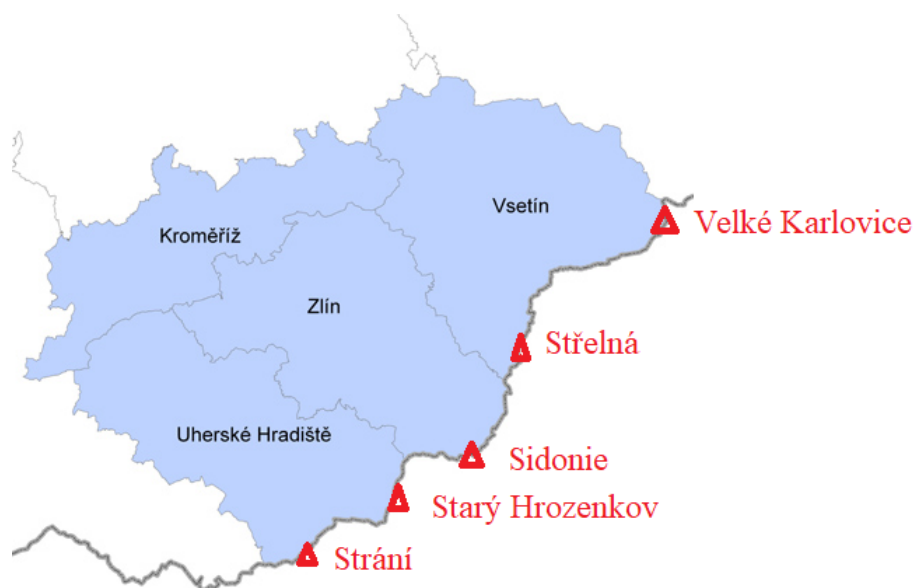 Vsetín
Velké Karlovice
Kroměříž
Zlín
Střelná
Uherské Hradiště
Sidonie
Starý Hrozenkov
Strání